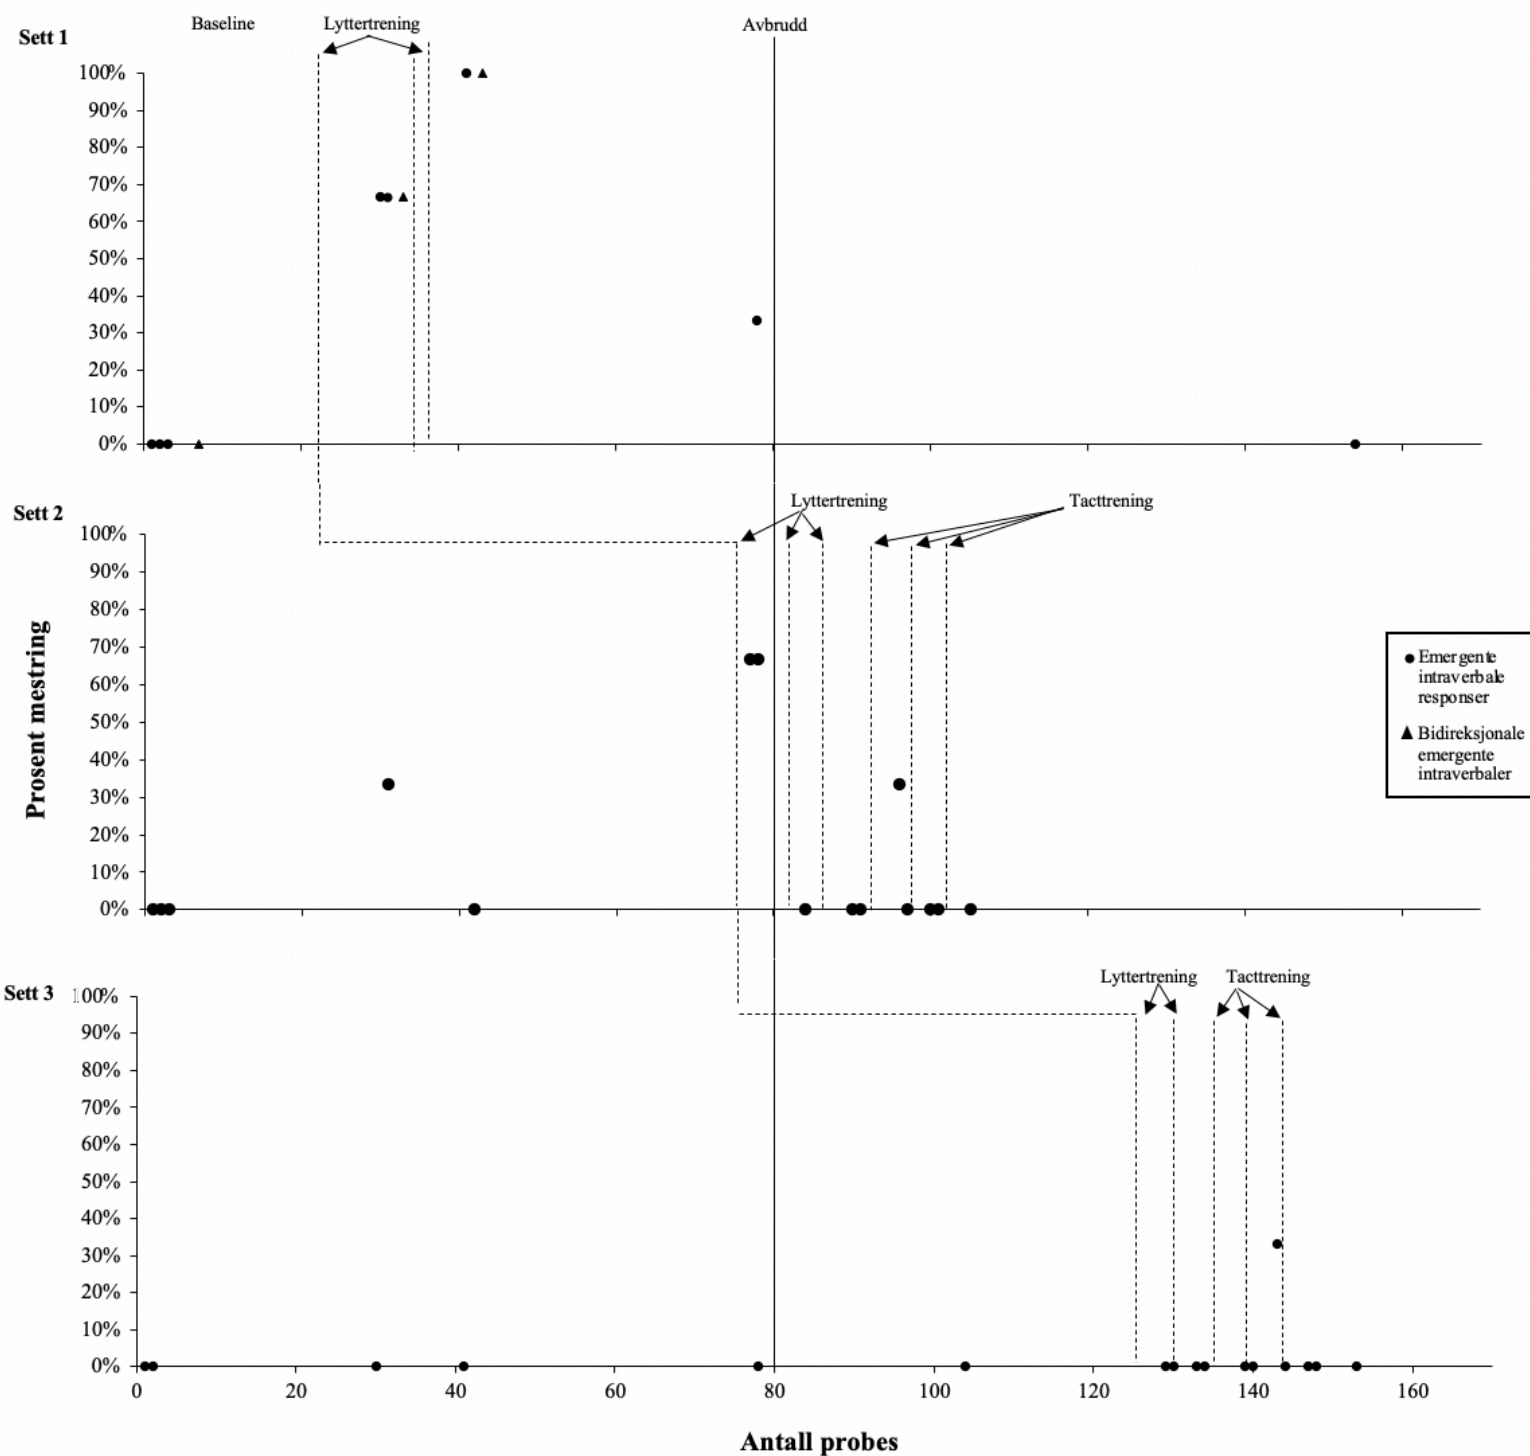 Baseline
Lyttertrening
Avbrudd
Sett 1
100%
90%
80%
70%
60%
50%
40%
30%
20%
10%
0%
Lyttertrening
Tacttrening
Sett 2
100%
90%
80%
70%
60%
50%
40%
30%
20%
10%
0%
Prosent mestring
Emergente
intraverbale
responser
Bidireksjonale
emergente
intraverbaler
Lyttertrening
Tacttrening
Sett 3
100%
90%
80%
70%
60%
50%
40%
30%
20%
10%
0%
0 20 40 60 80 100 120 140 160
Antall probes